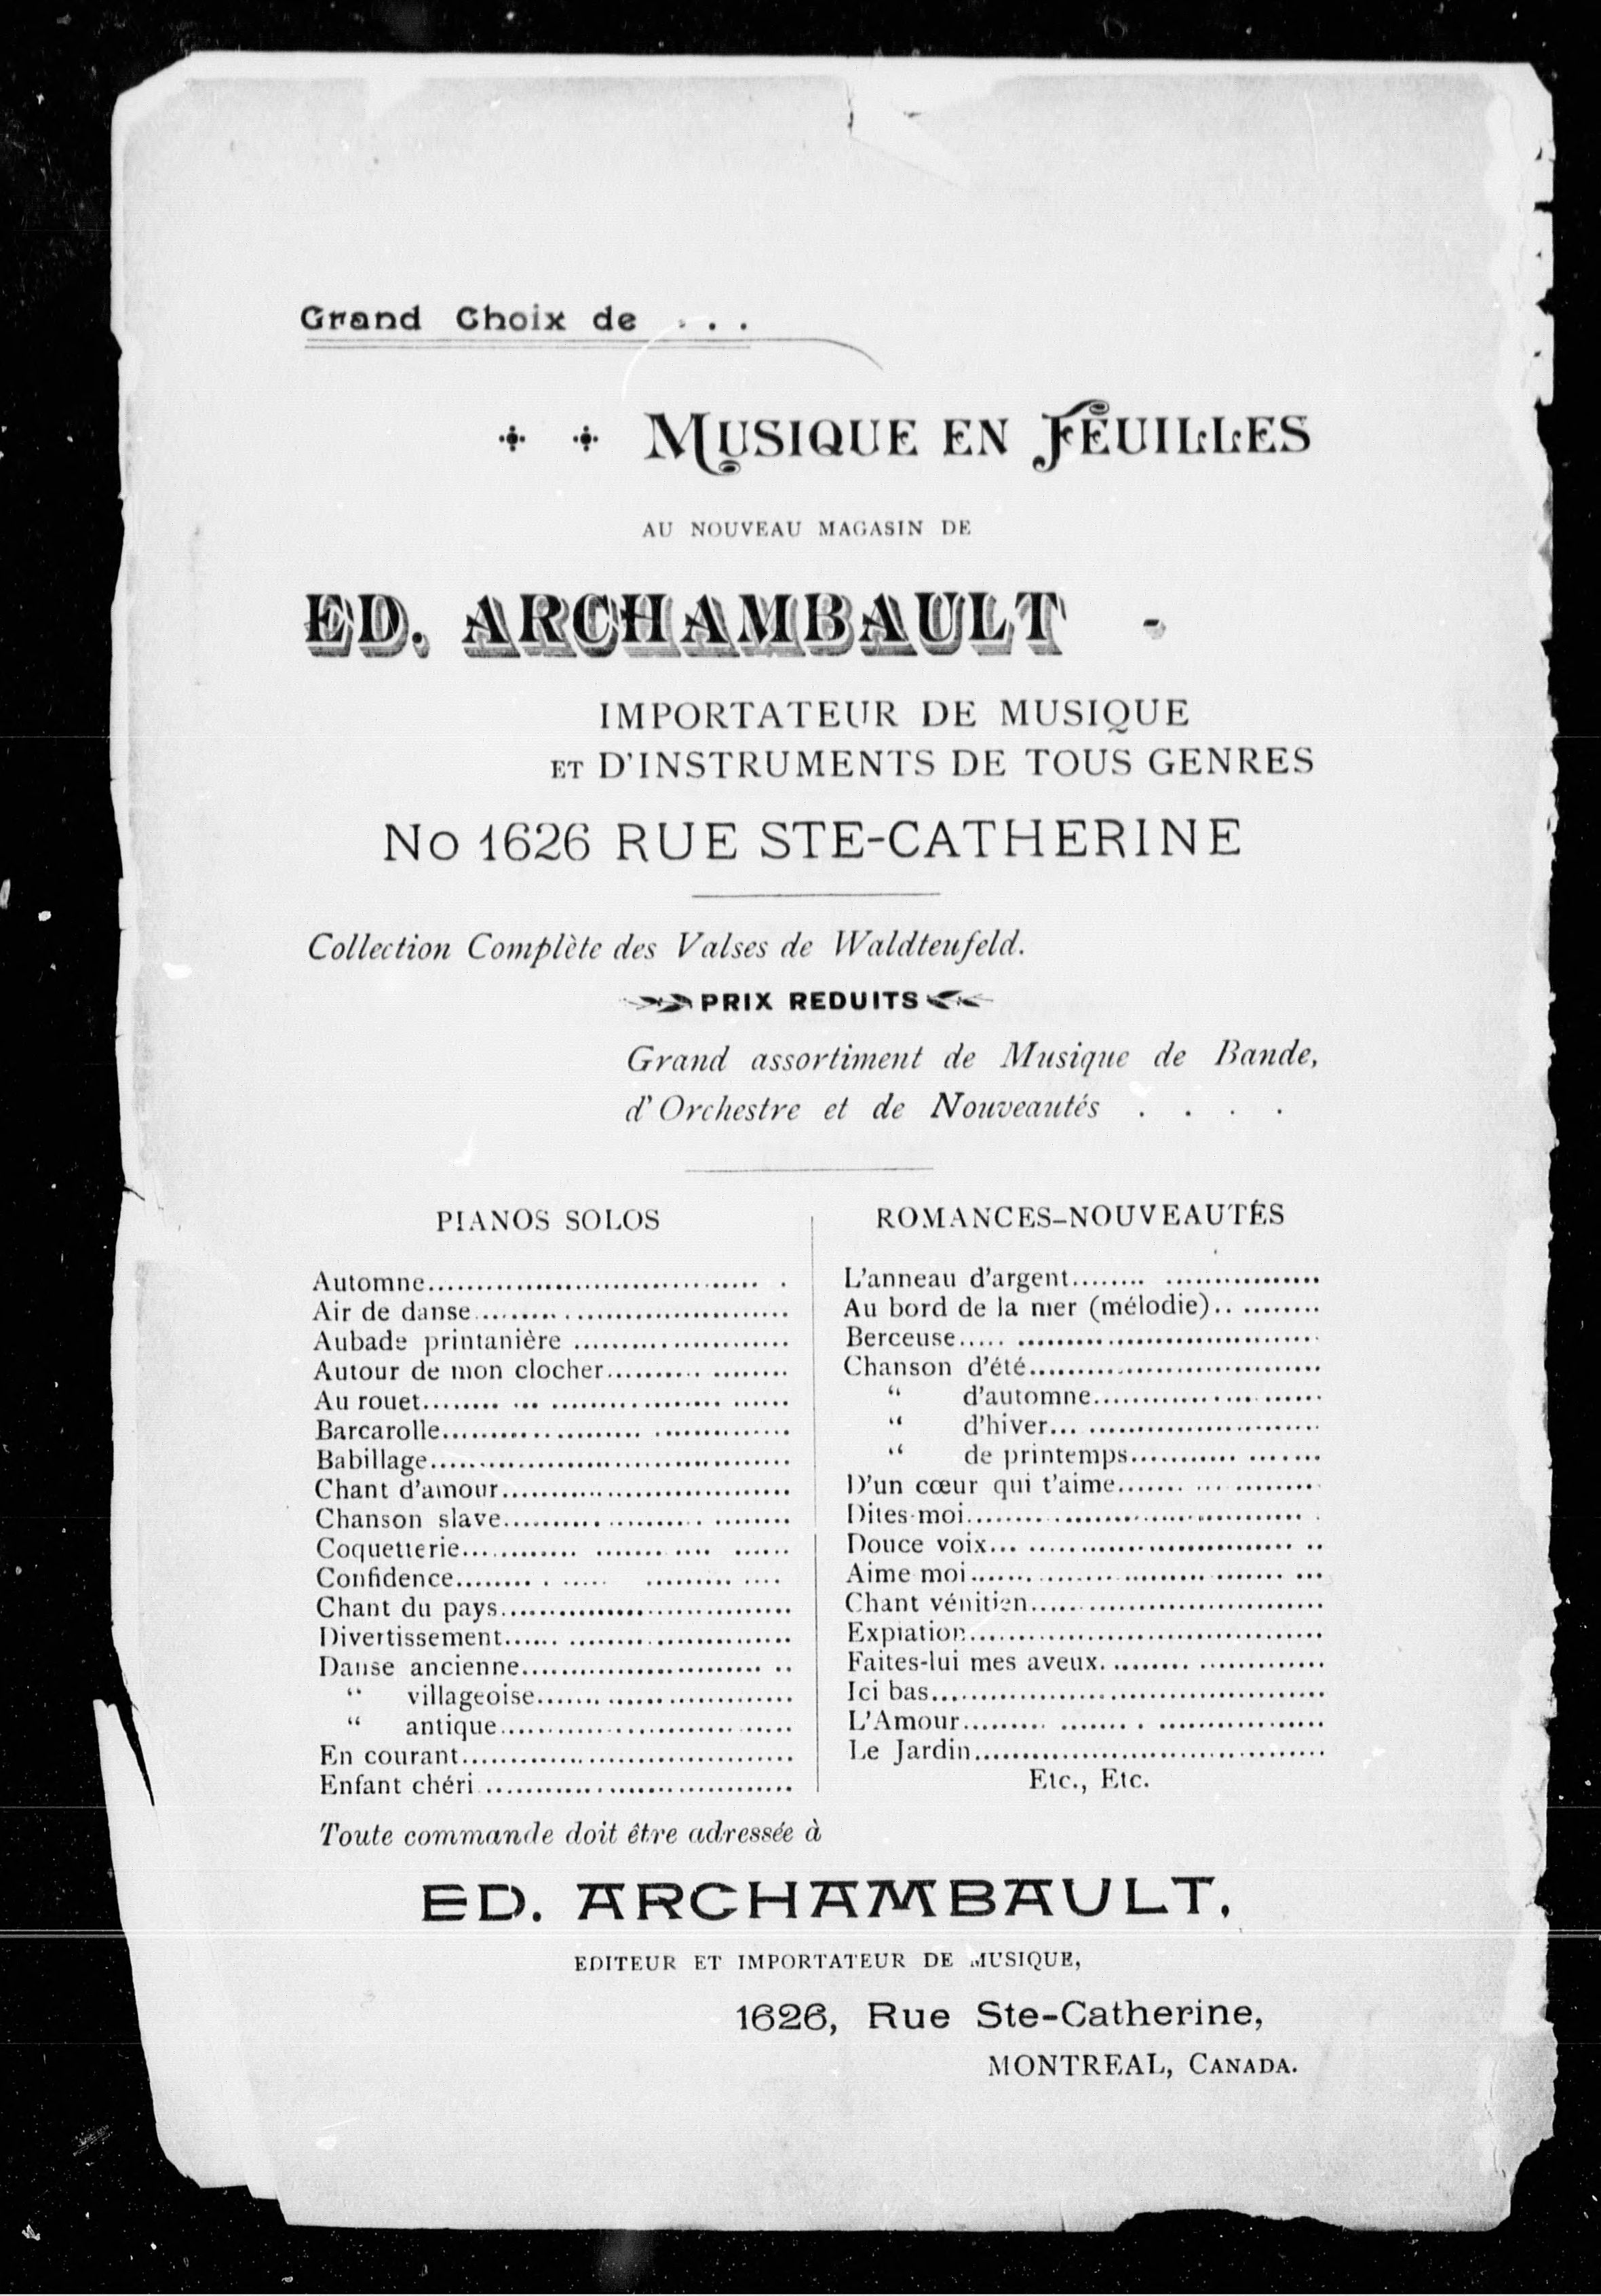 Grand Choix de . . .
MUSIQUE EN FEUILLES
AU NOUVEAU MAGASIN DE
ED. ARCHAMBAULT -
IMPORTATEUR DE MUSIQUE
ET D'INSTRUMENTS DE TOUS GENRES
No 1626 RUE STE-CATHERINE
Collection Complète des Valses de Waldteufeld.
PRIX REDUITS
Grand assortiment de Musique de Bande,
d'Orchestre et de Nouveautés . . . .
PIANOS SOLOS
Automne
Air de danse
Aubade printanière
Autour de mon clocher
Au rouet
Barcarolle
Babillage
Chant d'amour
Chanson slave
Coquetterie
Confidence
Chant du pays
Divertissement
Danse ancienne
“ villageoise
“ antique
En courant
Enfant chéri
ROMANCES-NOUVEAUTÉS
L'anneau d'argent
Au bord de la mer (mélodie)
Berceuse
Chanson d'été
“ d'automne
“ d'hiver
“ de printemps
D'un cœur qui t'aime
Dites-moi
Douce voix
Aime moi
Chant vénitien
Expiation
Faites-lui mes aveux
Ici bas
L'Amour
Le Jardin
Etc., Etc.
Toute commande doit être adressée à
ED. ARCHAMBAULT,
EDITEUR ET IMPORTATEUR DE MUSIQUE,
1626, Rue Ste-Catherine,
MONTREAL, CANADA.